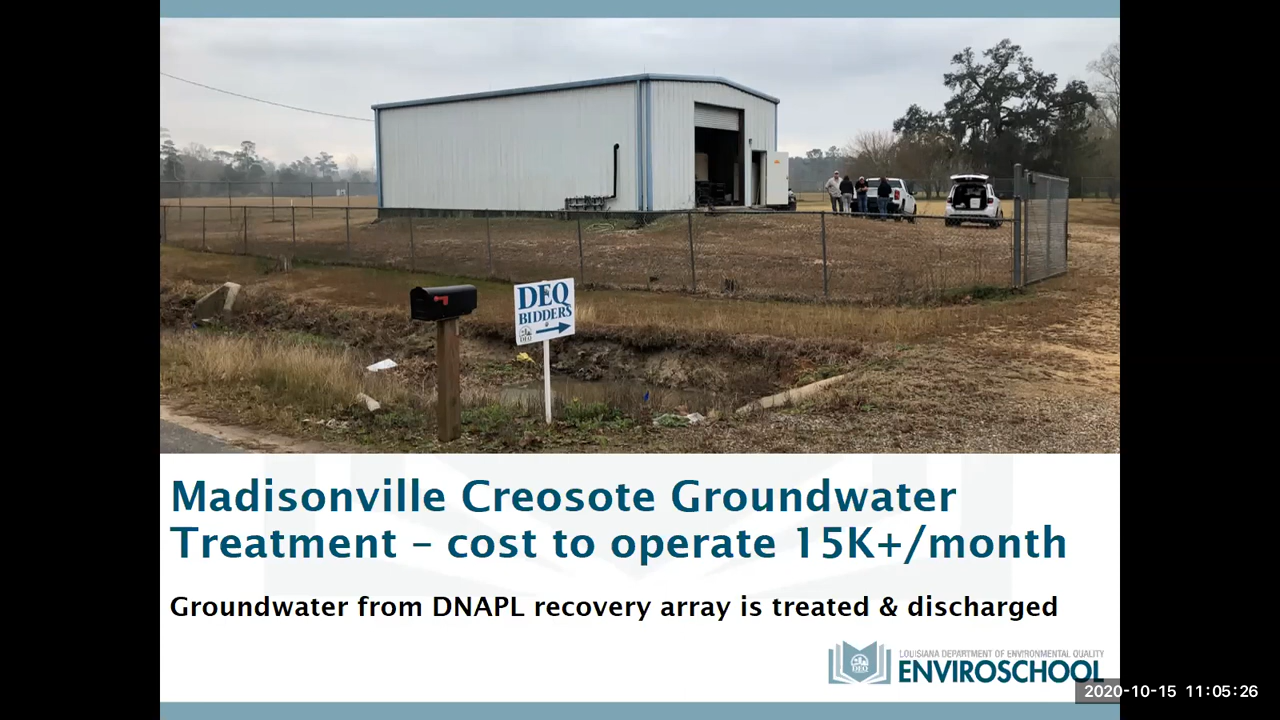 DEQ
BIDDERS
DEQ
Madisonville Creosote Groundwater
Treatment – cost to operate 15K+/month
Groundwater from DNAPL recovery array is treated & discharged
DEQ
LOUISIANA DEPARTMENT OF ENVIRONMENTAL QUALITY
ENVIROSCHOOL
2020-10-15 11:05:26